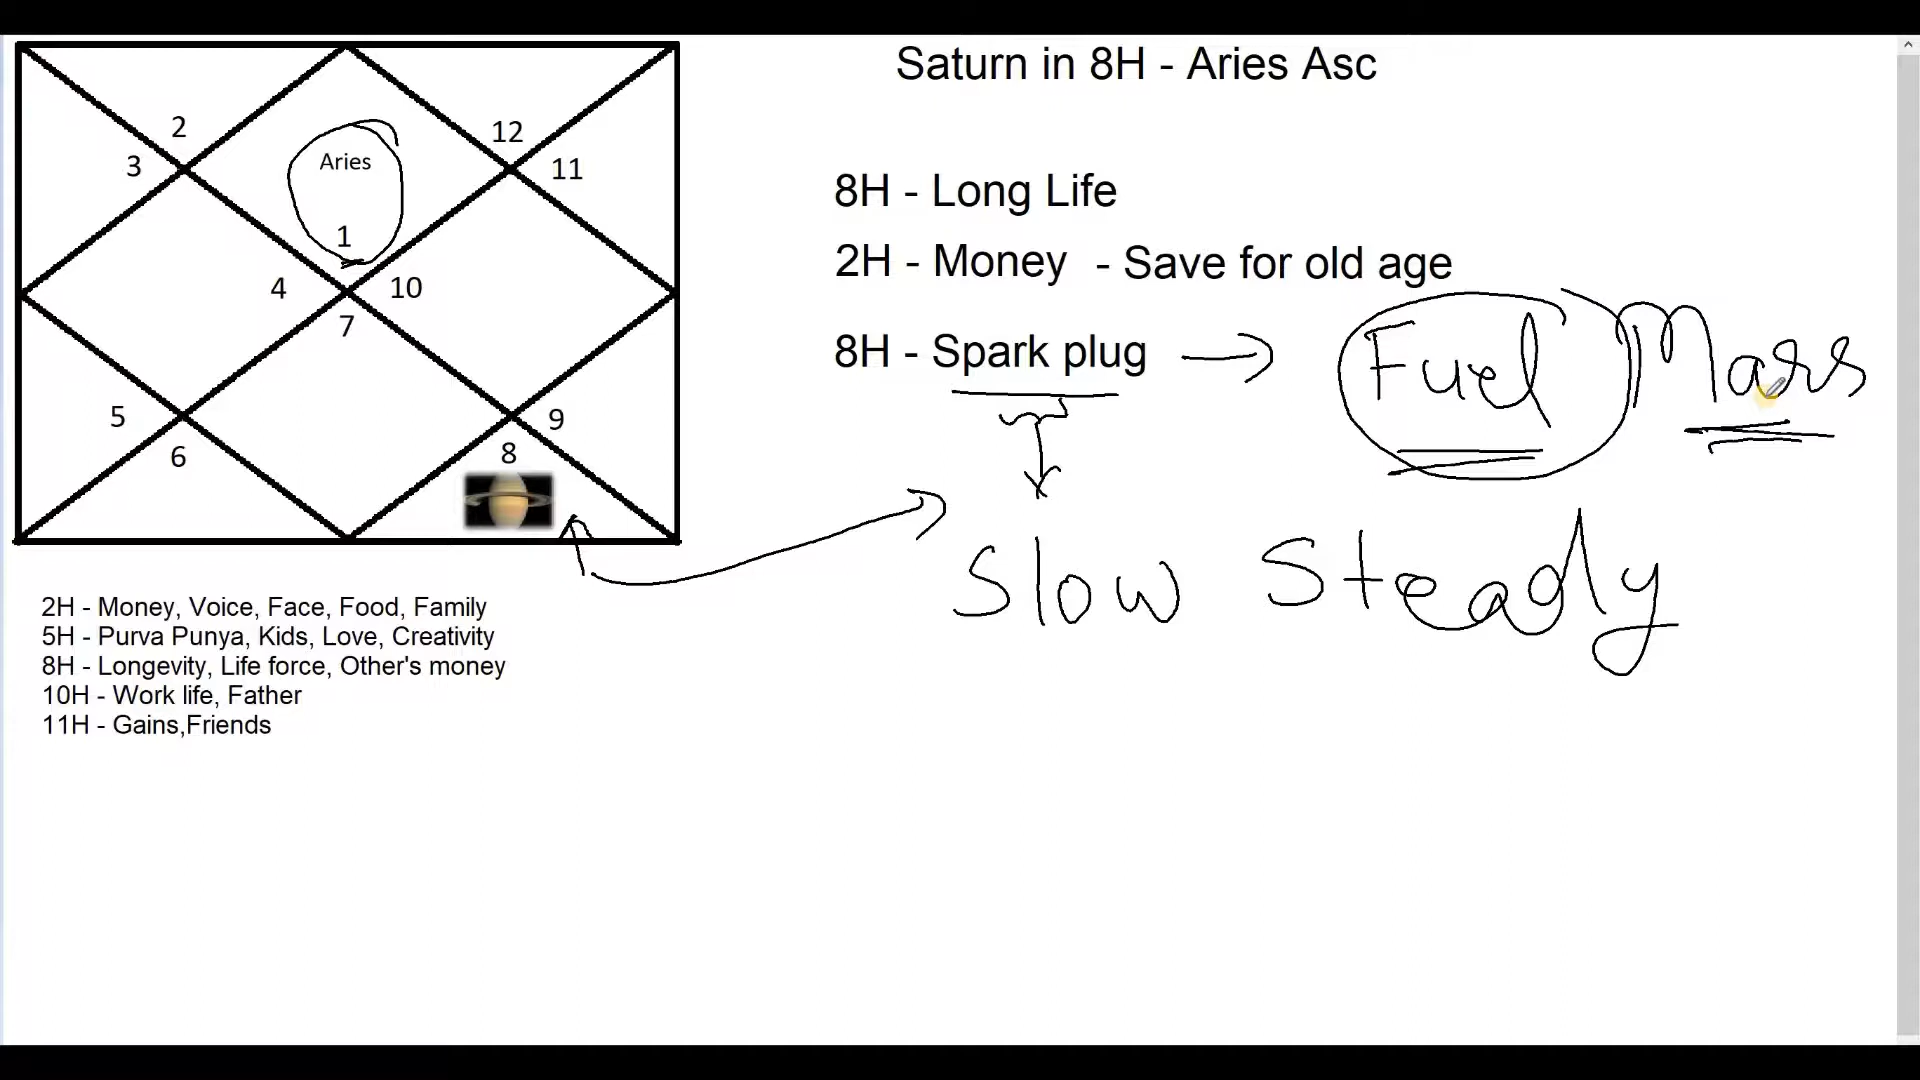 Saturn in 8H - Aries Asc
2
12
3
Aries
11
1
4
10
7
5
9
6
8
8H - Long Life
2H - Money - Save for old age
8H - Spark plug → Fuel Mars
Slow Steady
2H - Money, Voice, Face, Food, Family
5H - Purva Punya, Kids, Love, Creativity
8H - Longevity, Life force, Other's money
10H - Work life, Father
11H - Gains,Friends